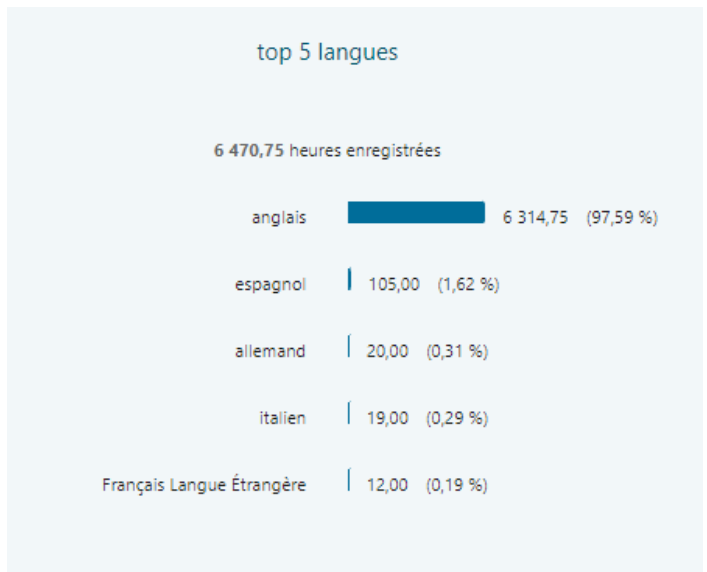 top 5 langues
6 470,75 heures enregistrées
anglais 6 314,75 (97,59 %)
espagnol 105,00 (1,62 %)
allemand 20,00 (0,31 %)
italien 19,00 (0,29 %)
Français Langue Étrangère 12,00 (0,19 %)